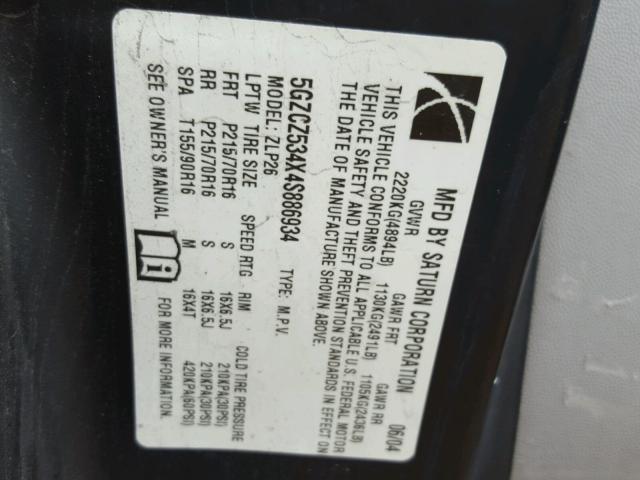 MFD BY SATURN CORPORATION 06/04
GVWR GAWR FRT GAWR RR
2220KG(4894LB) 1130KG(2491LB) 1105KG(2436LB)
THIS VEHICLE CONFORMS TO ALL APPLICABLE U.S. FEDERAL MOTOR
VEHICLE SAFETY AND THEFT PREVENTION STANDARDS IN EFFECT ON
THE DATE OF MANUFACTURE SHOWN ABOVE.
5GZCZ534X4S886934 TYPE: M.P.V.
MODEL: ZLP26
LPTW TIRE SIZE SPEED RTG RIM COLD TIRE PRESSURE
FRT P215/70R16 S 16X6.5J 210KPA(30PSI)
RR P215/70R16 S 16X6.5J 210KPA(30PSI)
SPA T155/90R16 M 16X4T 420KPA(60PSI)
SEE OWNER'S MANUAL FOR MORE INFORMATION.